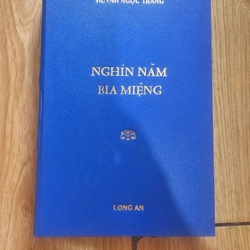 HUỲNH NGỌC TRẢNG
NGHÌN NĂM
BIA MIỆNG
LONG AN